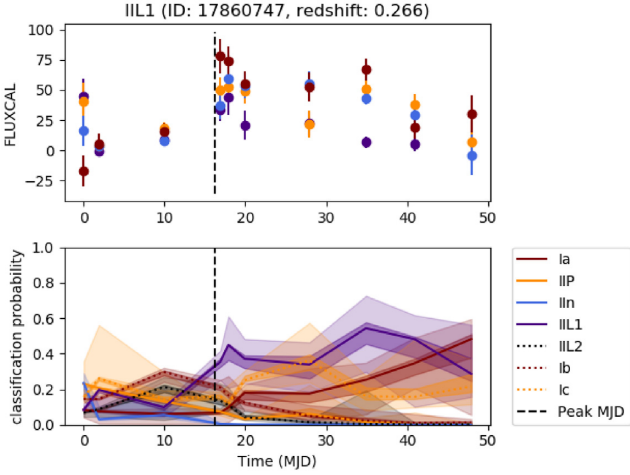 IIL1 (ID: 17860747, redshift: 0.266)
100
75
50
25
0
−25
FLUXCAL
0 10 20 30 40 50
1.0
0.8
0.6
0.4
0.2
0.0
classification probability
0 10 20 30 40 50
Time (MJD)
Ia
IIP
IIn
IIL1
IIL2
Ib
Ic
Peak MJD